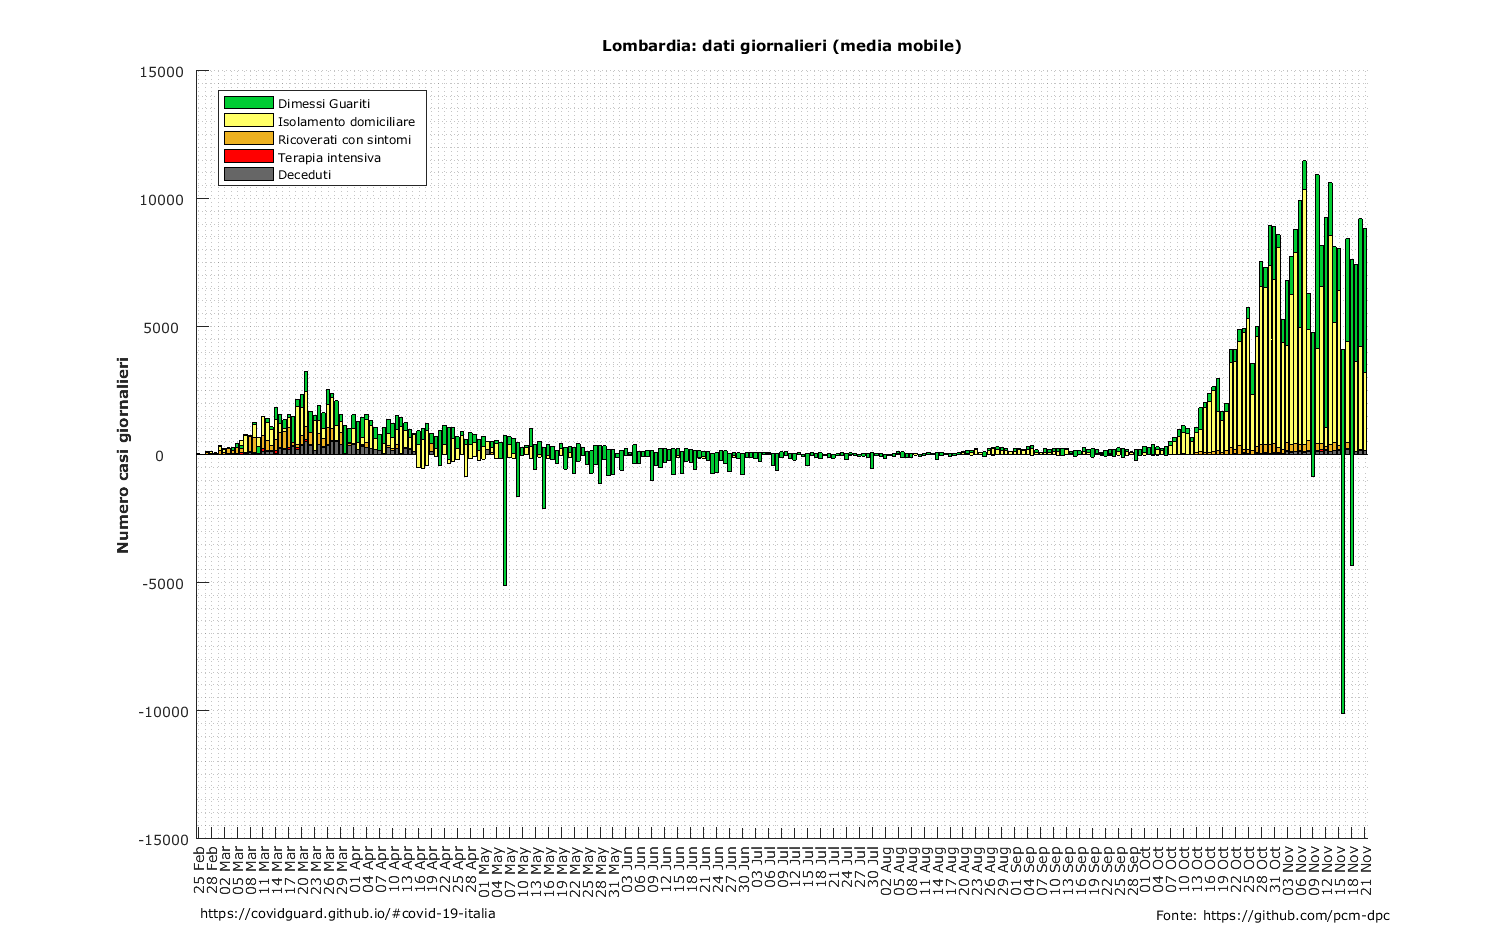 Lombardia: dati giornalieri (media mobile)
15000
10000
5000
0
-5000
-10000
-15000
Numero casi giornalieri
Dimessi Guariti
Isolamento domiciliare
Ricoverati con sintomi
Terapia intensiva
Deceduti
25 Feb
28 Feb
02 Mar
05 Mar
08 Mar
11 Mar
14 Mar
17 Mar
20 Mar
23 Mar
26 Mar
29 Mar
01 Apr
04 Apr
07 Apr
10 Apr
13 Apr
16 Apr
19 Apr
22 Apr
25 Apr
28 Apr
01 May
04 May
07 May
10 May
13 May
16 May
19 May
22 May
25 May
28 May
31 May
03 Jun
06 Jun
09 Jun
12 Jun
15 Jun
18 Jun
21 Jun
24 Jun
27 Jun
30 Jun
03 Jul
06 Jul
09 Jul
12 Jul
15 Jul
18 Jul
21 Jul
24 Jul
27 Jul
30 Jul
02 Aug
05 Aug
08 Aug
11 Aug
14 Aug
17 Aug
20 Aug
23 Aug
26 Aug
29 Aug
01 Sep
04 Sep
07 Sep
10 Sep
13 Sep
16 Sep
19 Sep
22 Sep
25 Sep
28 Sep
01 Oct
04 Oct
07 Oct
10 Oct
13 Oct
16 Oct
19 Oct
22 Oct
25 Oct
28 Oct
31 Oct
03 Nov
06 Nov
09 Nov
12 Nov
15 Nov
18 Nov
21 Nov
https://covidguard.github.io/#covid-19-italia
Fonte: https://github.com/pcm-dpc